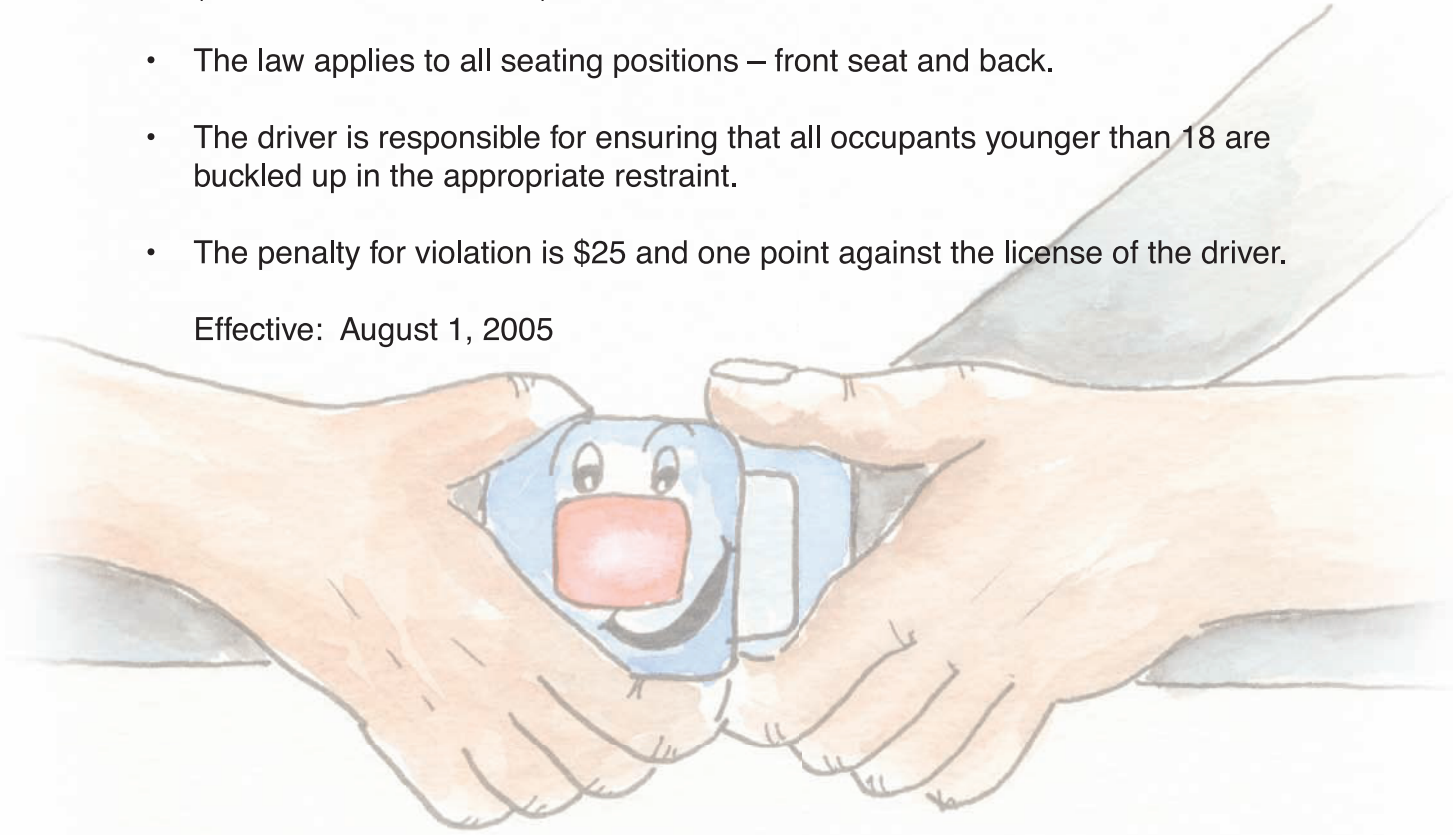 • The law applies to all seating positions – front seat and back.
• The driver is responsible for ensuring that all occupants younger than 18 are
buckled up in the appropriate restraint.
• The penalty for violation is $25 and one point against the license of the driver.
Effective: August 1, 2005